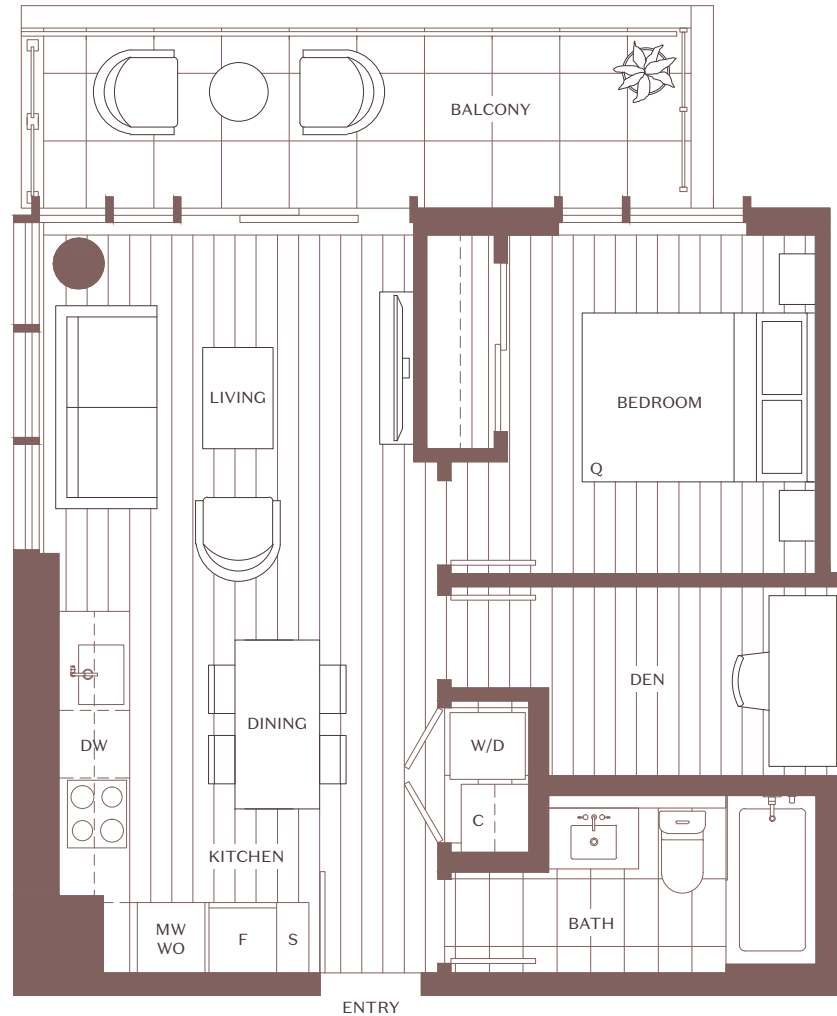 BALCONY
LIVING
BEDROOM
Q
DEN
DINING
W/D
DW
C
KITCHEN
MW
WO
F
S
BATH
ENTRY